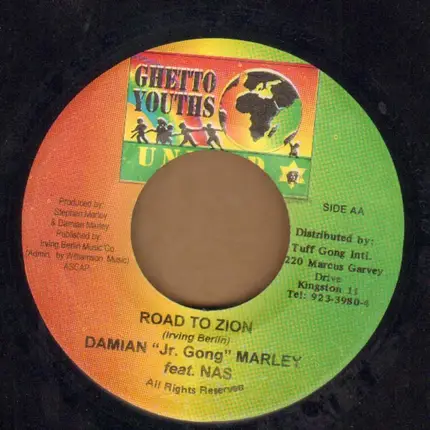 GHETTO
YOUTHS
UNITED
SIDE AA
Produced by:
Stephen Marley
& Damian Marley
Published by:
Irving Berlin Music Co.
(Admin. by Williamson Music)
ASCAP
Distributed by:
Tuff Gong Intl.
220 Marcus Garvey
Drive
Kingston 11
Tel: 923-3980-4
ROAD TO ZION
(Irving Berlin)
DAMIAN "Jr. Gong" MARLEY
feat. NAS
All Rights Reserved